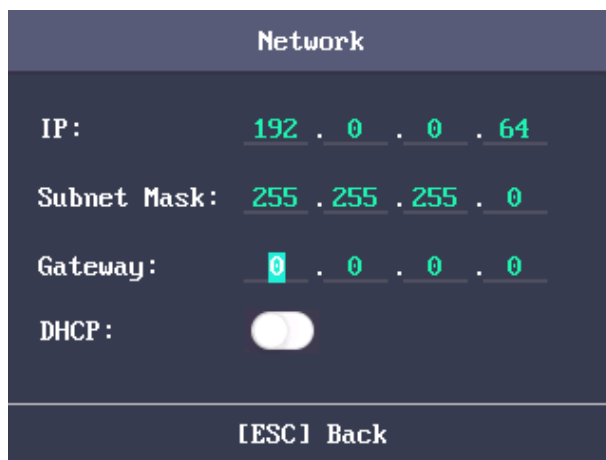 Network
IP: 192 . 0 . 0 . 64
Subnet Mask: 255 . 255 . 255 . 0
Gateway: 0 . 0 . 0 . 0
DHCP:
[ESC] Back